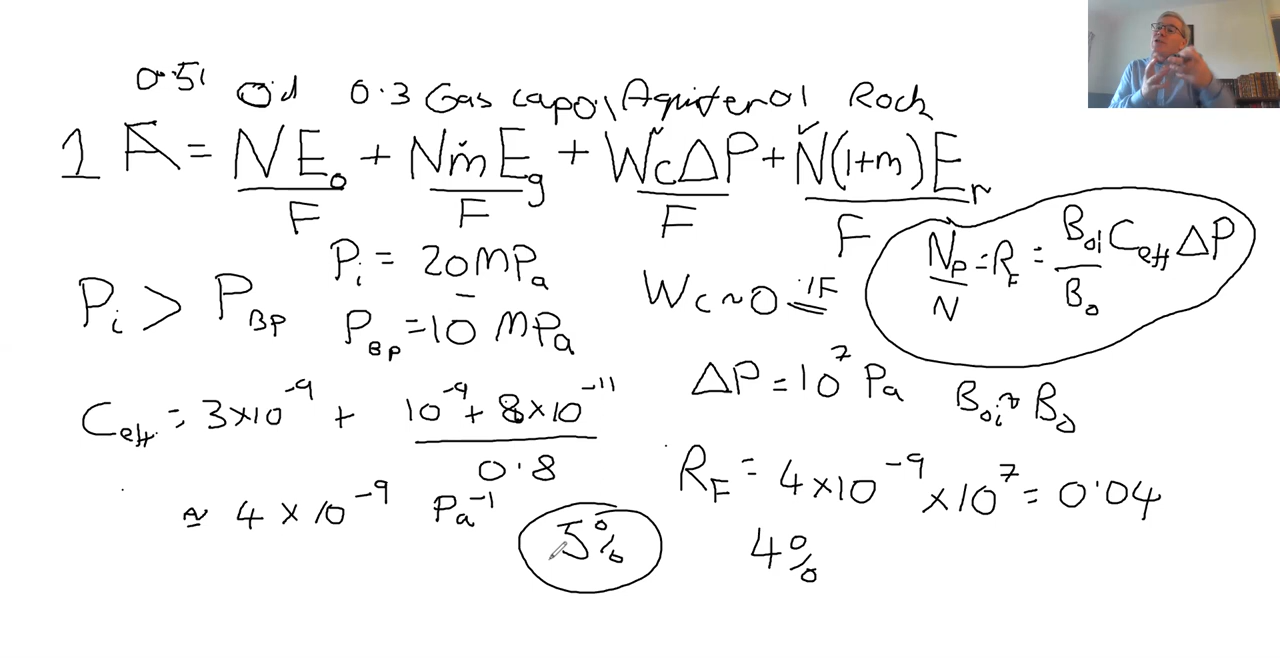 0.51 Oil 0.3 Gas cap 0.1 Aquifer 0.1 Rock
1 F = NE₀/F + NmEg/F + WcΔP/F + N(1+m)Er/F
Pi > PBP
Pi = 20MPa
PBP = 10 MPa
Wc ~ 0 IF
Np/N = RF = Boi/Bo Ceff ΔP
ΔP = 10⁷ Pa Boi ~ Bo
Ceff = 3×10⁻⁹ + (10⁻⁹ + 8×10⁻¹¹)/0.8
≈ 4 × 10⁻⁹ Pa⁻¹
5%
RF = 4×10⁻⁹ × 10⁷ = 0.04
4%